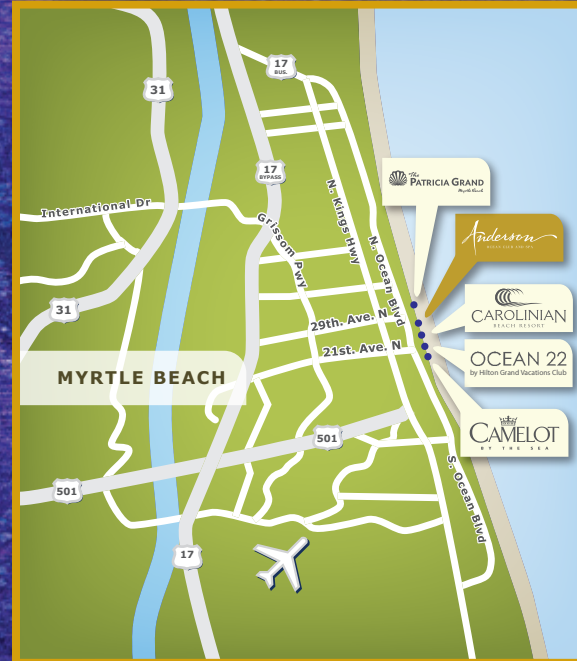 17
BUS.
31
17
BYPASS
The
PATRICIA GRAND
Myrtle Beach
International Dr
Grissom Pwy
N. Kings Hwy
N. Ocean Blvd
Anderson
CAROLINIAN
BEACH RESORT
31
29th. Ave. N
21st. Ave. N
OCEAN 22
by Hilton Grand Vacations Club
MYRTLE BEACH
CAMELOT
BY THE SEA
501
501
S. Ocean Blvd
17